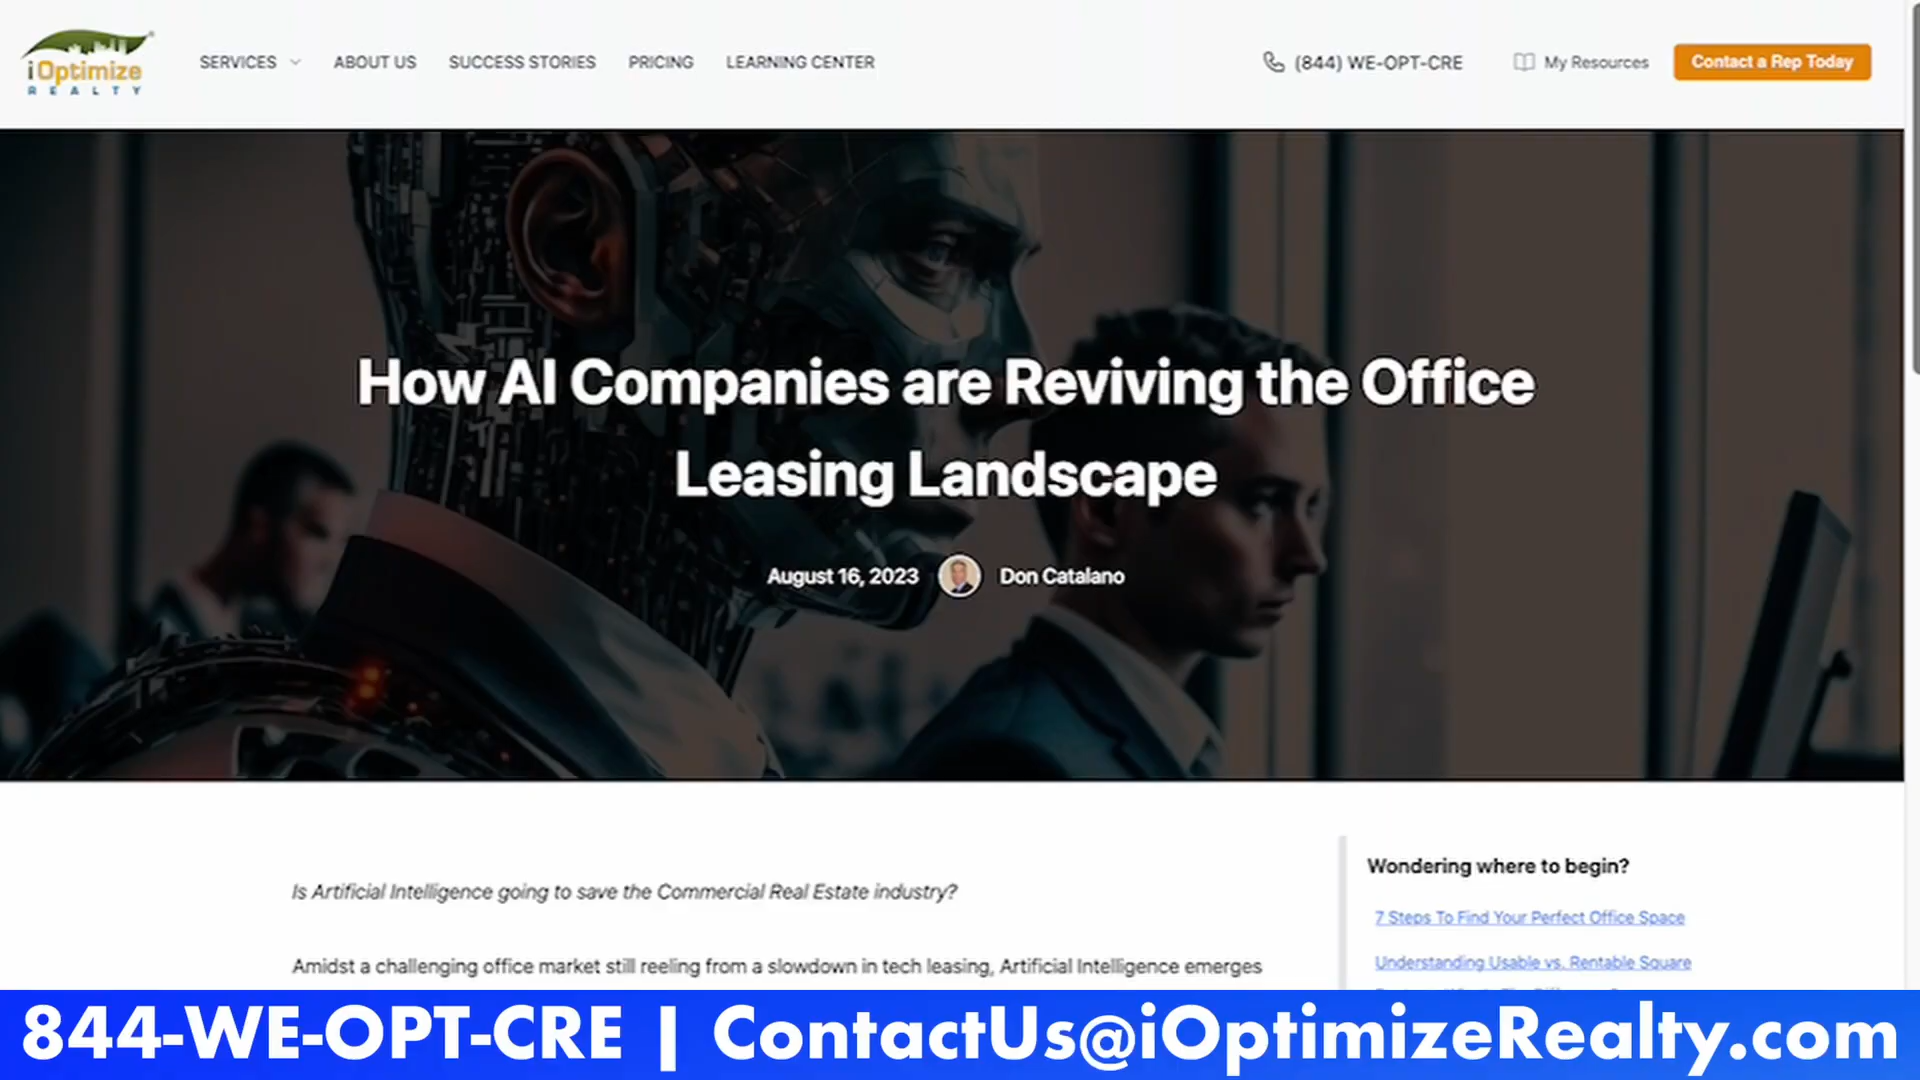 iOptimize
REALTY
SERVICES
ABOUT US
SUCCESS STORIES
PRICING
LEARNING CENTER
(844) WE-OPT-CRE
My Resources
Contact a Rep Today
How AI Companies are Reviving the Office
Leasing Landscape
August 16, 2023
Don Catalano
Is Artificial Intelligence going to save the Commercial Real Estate industry?
Amidst a challenging office market still reeling from a slowdown in tech leasing, Artificial Intelligence emerges
Wondering where to begin?
7 Steps To Find Your Perfect Office Space
Understanding Usable vs. Rentable Square
844-WE-OPT-CRE | ContactUs@iOptimizeRealty.com